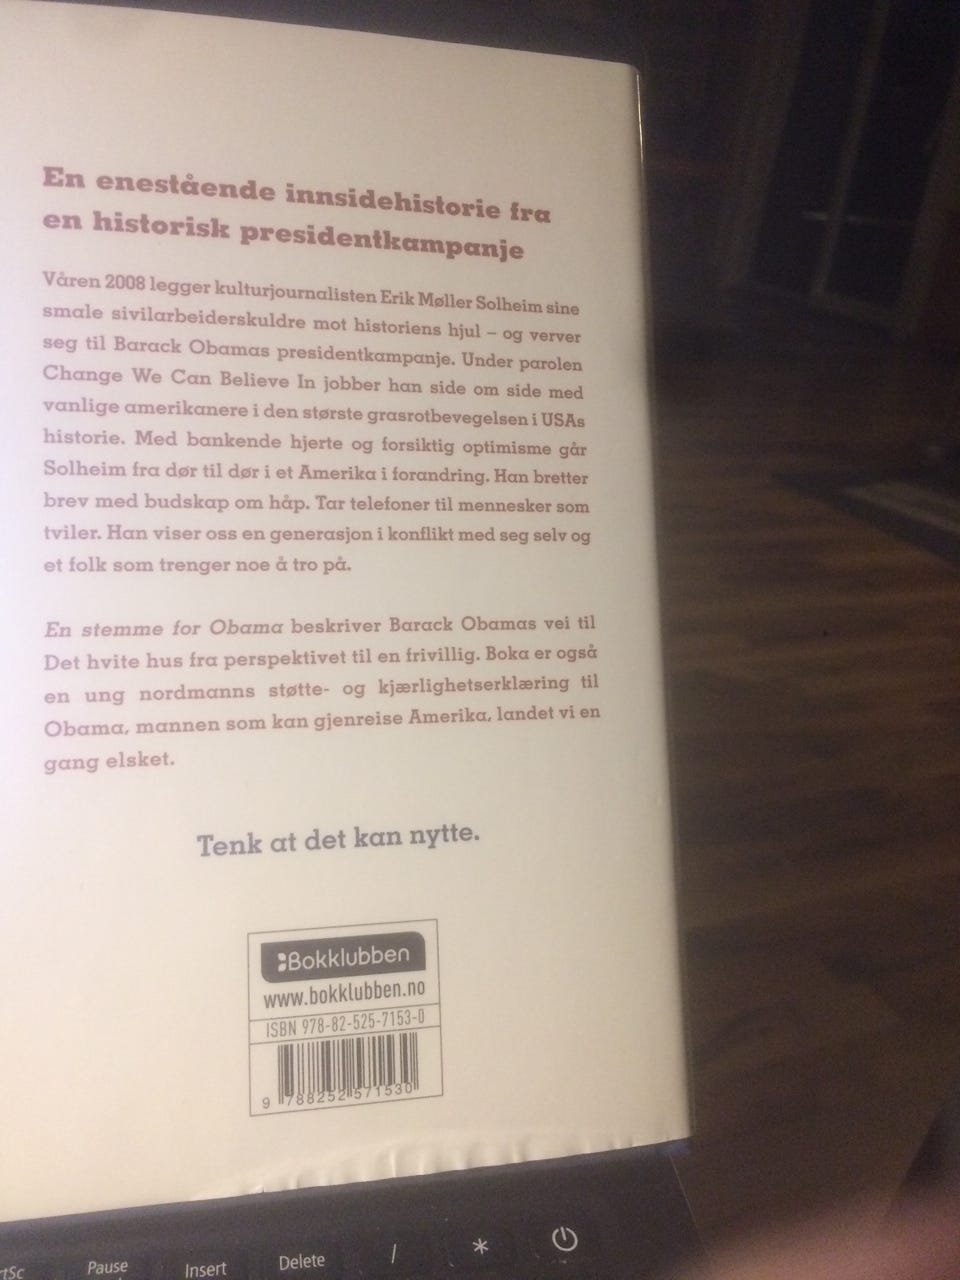 En enestående innsidehistorie fra
en historisk presidentkampanje
Våren 2008 legger kulturjournalisten Erik Møller Solheim sine
smale sivilarbeiderskuldre mot historiens hjul – og verver
seg til Barack Obamas presidentkampanje. Under parolen
Change We Can Believe In jobber han side om side med
vanlige amerikanere i den største grasrotbevegelsen i USAs
historie. Med bankende hjerte og forsiktig optimisme går
Solheim fra dør til dør i et Amerika i forandring. Han bretter
brev med budskap om håp. Tar telefoner til mennesker som
tviler. Han viser oss en generasjon i konflikt med seg selv og
et folk som trenger noe å tro på.
En stemme for Obama beskriver Barack Obamas vei til
Det hvite hus fra perspektivet til en frivillig. Boka er også
en ung nordmanns støtte- og kjærlighetserklæring til
Obama, mannen som kan gjenreise Amerika, landet vi en
gang elsket.
Tenk at det kan nytte.
Bokklubben
www.bokklubben.no
ISBN 978-82-525-7153-0
9 788252 571530
rtSc Pause Insert Delete / *